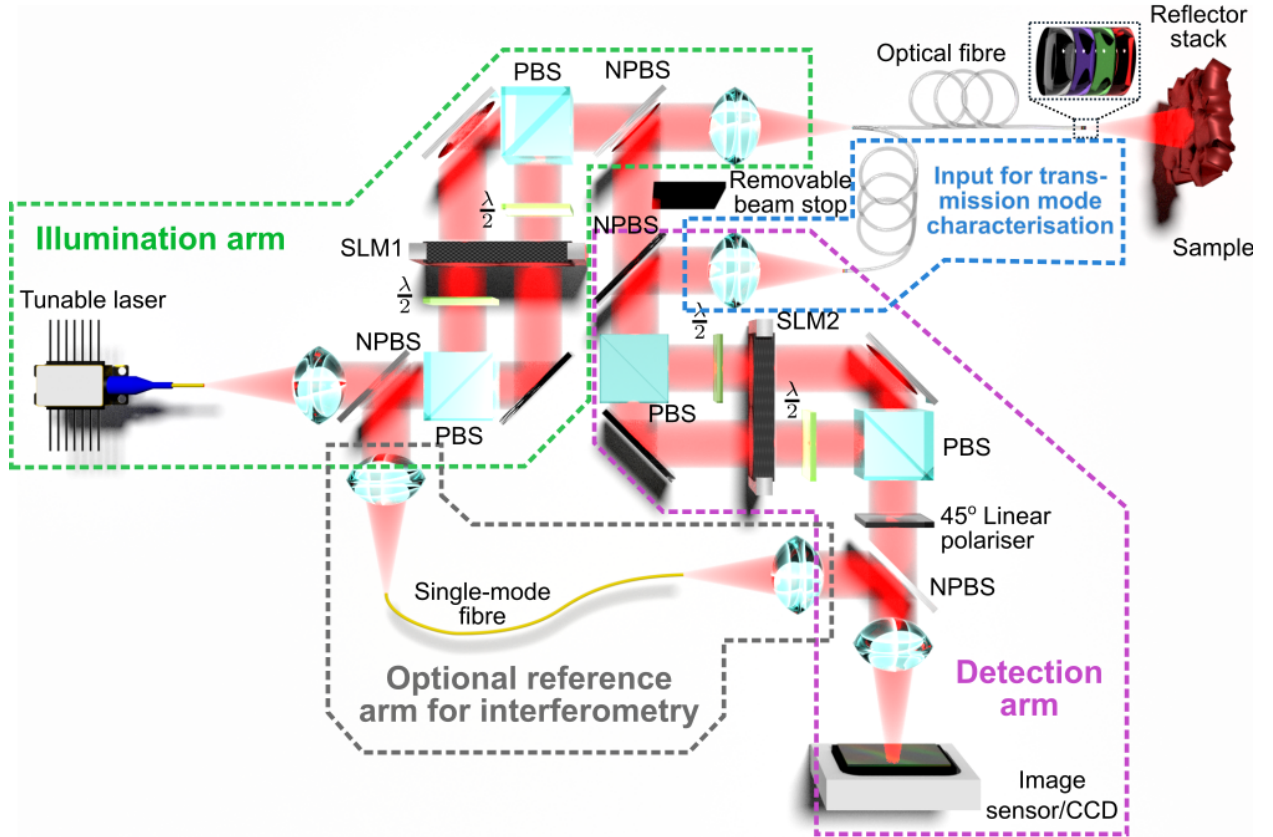 Reflector
stack
Optical fibre
PBS
NPBS
Removable
beam stop
Input for trans-
mission mode
characterisation
λ/2
Illumination arm
SLM1
NPBS
Sample
λ/2
Tunable laser
NPBS
λ/2
SLM2
PBS
PBS
λ/2
PBS
45º Linear
polariser
NPBS
Single-mode
fibre
Optional reference
arm for interferometry
Detection
arm
Image
sensor/CCD